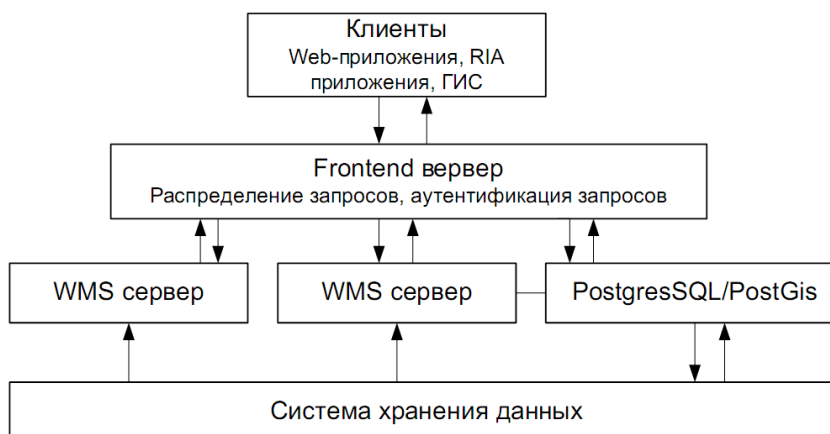 Клиенты
Web-приложения, RIA
приложения, ГИС
Frontend вервер
Распределение запросов, аутентификация запросов
WMS сервер
WMS сервер
PostgresSQL/PostGis
Система хранения данных